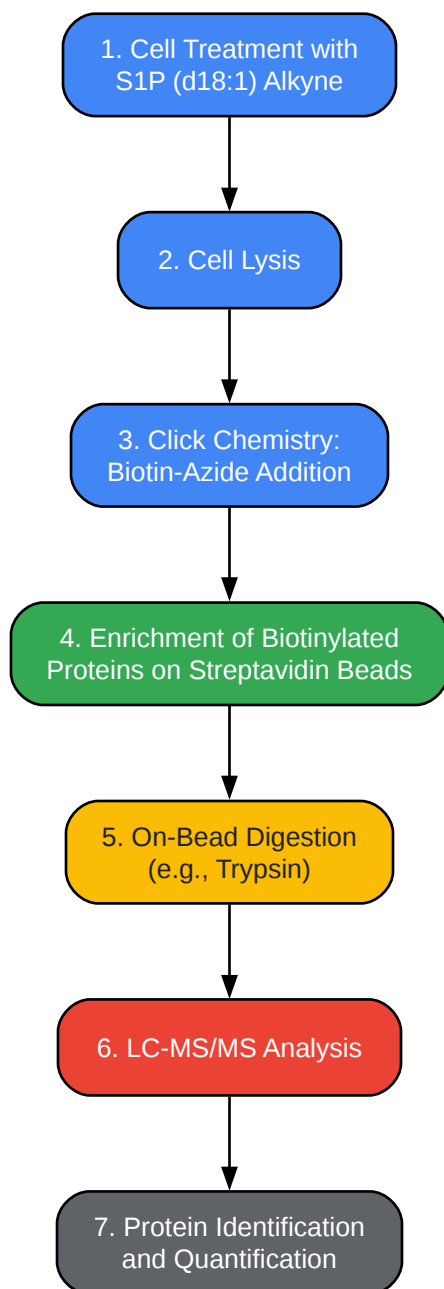 1. Cell Treatment with
S1P (d18:1) Alkyne
2. Cell Lysis
3. Click Chemistry:
Biotin-Azide Addition
4. Enrichment of Biotinylated
Proteins on Streptavidin Beads
5. On-Bead Digestion
(e.g., Trypsin)
6. LC-MS/MS Analysis
7. Protein Identification
and Quantification